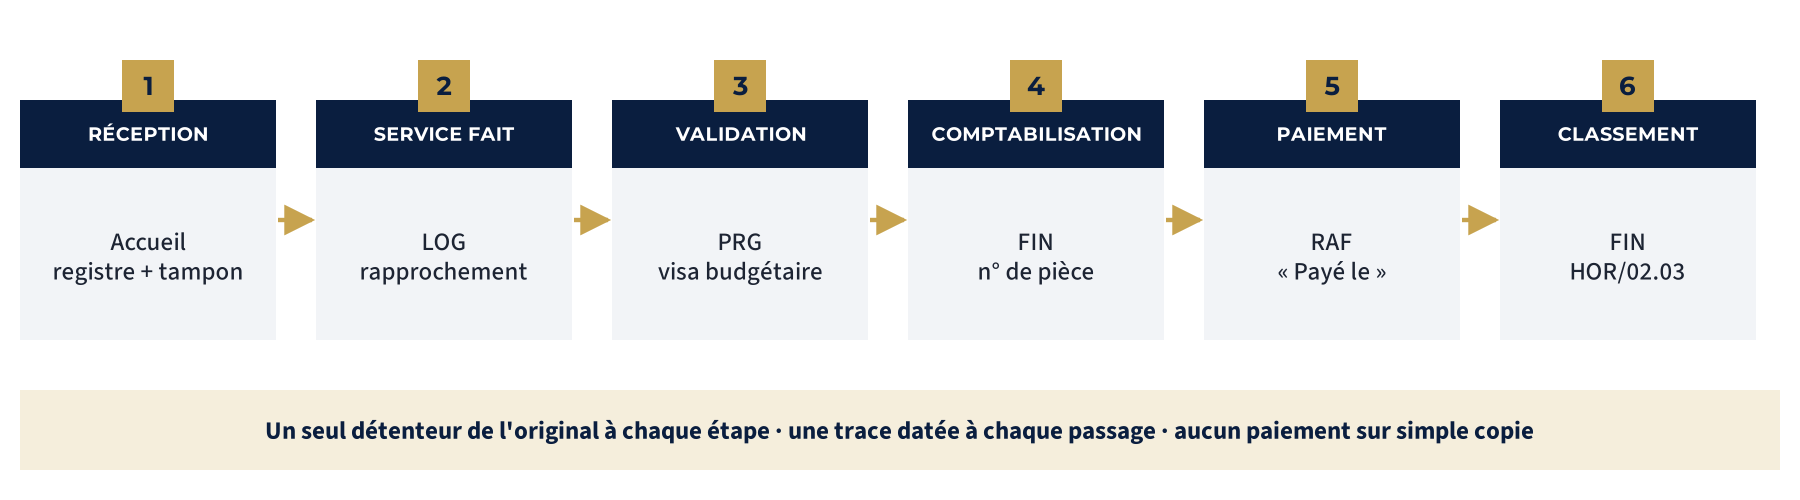 1
RÉCEPTION
Accueil
registre + tampon
2
SERVICE FAIT
LOG
rapprochement
3
VALIDATION
PRG
visa budgétaire
4
COMPTABILISATION
FIN
n° de pièce
5
PAIEMENT
RAF
« Payé le »
6
CLASSEMENT
FIN
HOR/02.03
Un seul détenteur de l'original à chaque étape · une trace datée à chaque passage · aucun paiement sur simple copie